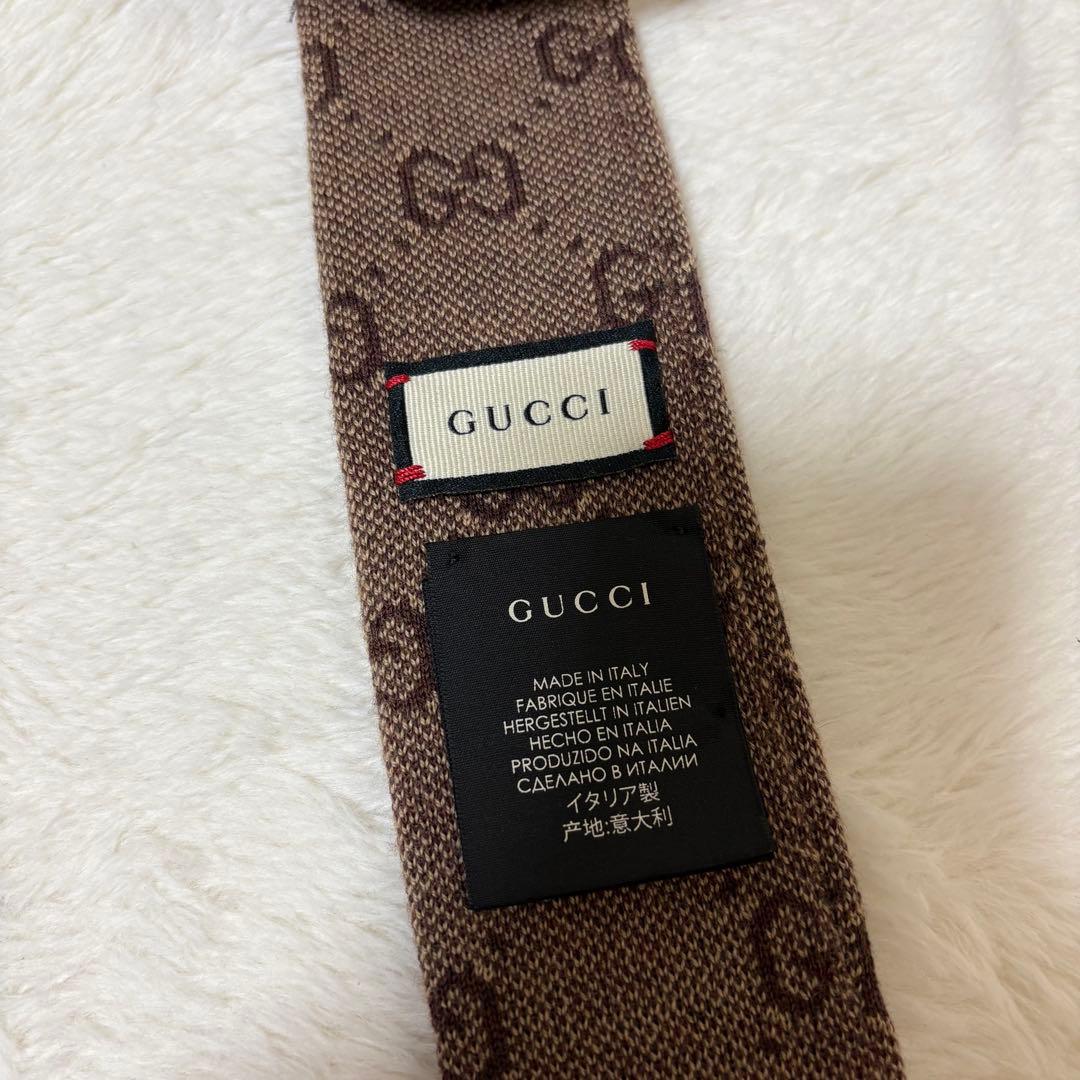 GUCCI
GUCCI
MADE IN ITALY
FABRIQUE EN ITALIE
HERGESTELLT IN ITALIEN
HECHO EN ITALIA
PRODUZIDO NA ITALIA
СДЕЛАНО В ИТАЛИИ
イタリア製
产地:意大利